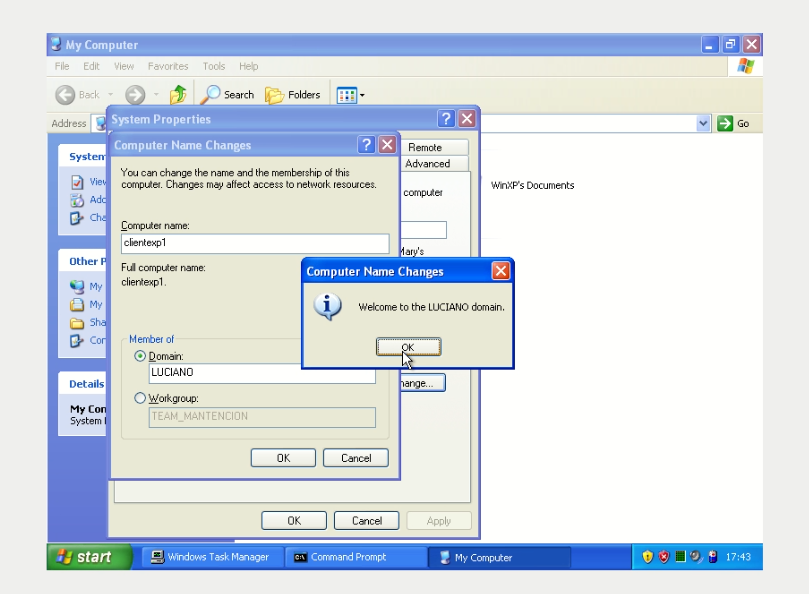 My Computer
File Edit View Favorites Tools Help
Back Search Folders
Address Go
System Properties
Computer Name Changes
Remote
Advanced
You can change the name and the membership of this
computer. Changes may affect access to network resources.
computer
Computer name:
clientexp1
Full computer name:
clientexp1.
Mary's
Member of
Domain:
LUCIANO
Workgroup:
TEAM_MANTENCION
OK Cancel
OK Cancel Apply
Computer Name Changes
Welcome to the LUCIANO domain.
OK
hange...
System
View
Add
Cha
Other P
My
My
Sha
Con
Details
My Com
System
WinXP's Documents
start Windows Task Manager Command Prompt My Computer 17:43